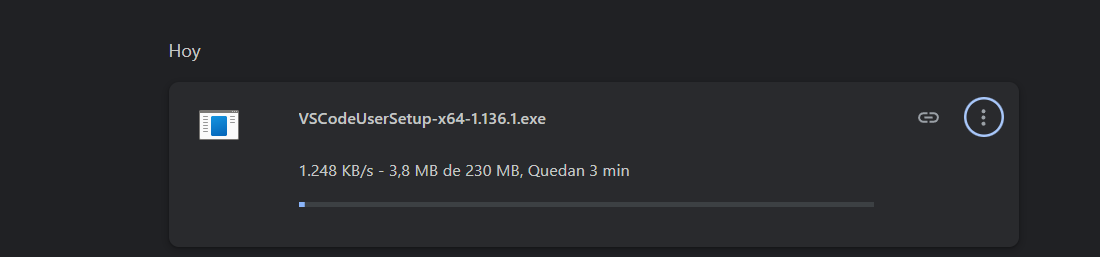 Hoy
VSCodeUserSetup-x64-1.136.1.exe
1.248 KB/s - 3,8 MB de 230 MB, Quedan 3 min